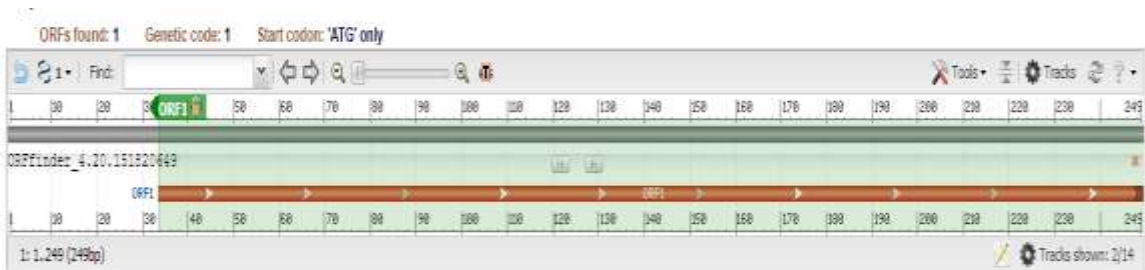 ORFs found: 1 Genetic code: 1 Start codon: 'ATG' only
1 Find: Tools Tracks ?
1 10 20 30 ORF1 50 60 70 80 90 100 110 120 130 140 150 160 170 180 190 200 210 220 230 249
ORFfinder_4.20.151820649
ORF1 ORF1
1 10 20 30 40 50 60 70 80 90 100 110 120 130 140 150 160 170 180 190 200 210 220 230 249
1: 1..249 (249bp) Tracks shown: 2/14